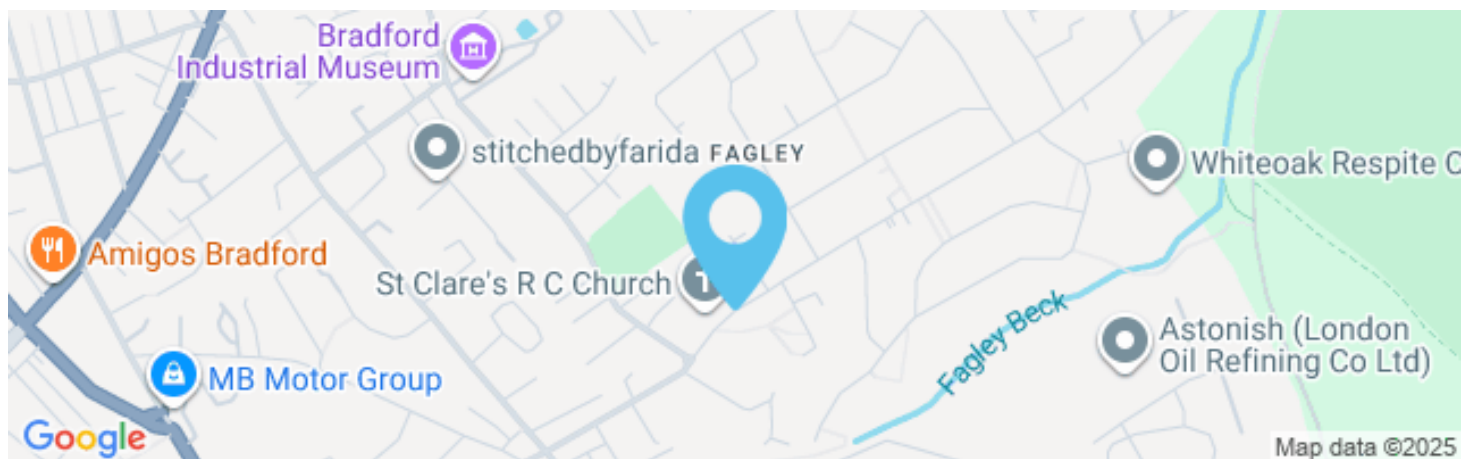 Bradford
Industrial Museum
stitchedbyfarida
FAGLEY
Whiteoak Respite C
Amigos Bradford
St Clare's R C Church
Fagley Beck
Astonish (London
Oil Refining Co Ltd)
MB Motor Group
Google
Map data ©2025